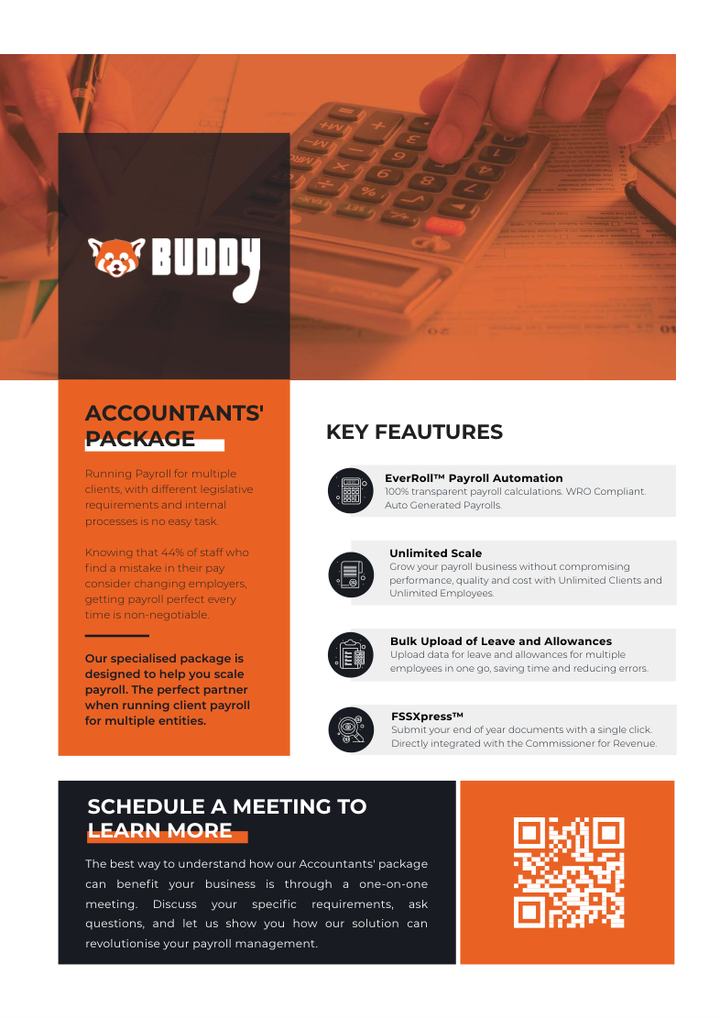 BUDDY
ACCOUNTANTS'
PACKAGE
Running Payroll for multiple
clients, with different legislative
requirements and internal
processes is no easy task.
Knowing that 44% of staff who
find a mistake in their pay
consider changing employers,
getting payroll perfect every
time is non-negotiable.
Our specialised package is
designed to help you scale
payroll. The perfect partner
when running client payroll
for multiple entities.
KEY FEAUTURES
EverRoll™ Payroll Automation
100% transparent payroll calculations. WRO Compliant.
Auto Generated Payrolls.
Unlimited Scale
Grow your payroll business without compromising
performance, quality and cost with Unlimited Clients and
Unlimited Employees.
Bulk Upload of Leave and Allowances
Upload data for leave and allowances for multiple
employees in one go, saving time and reducing errors.
FSSXpress™
Submit your end of year documents with a single click.
Directly integrated with the Commissioner for Revenue.
SCHEDULE A MEETING TO
LEARN MORE
The best way to understand how our Accountants' package
can benefit your business is through a one-on-one
meeting. Discuss your specific requirements, ask
questions, and let us show you how our solution can
revolutionise your payroll management.